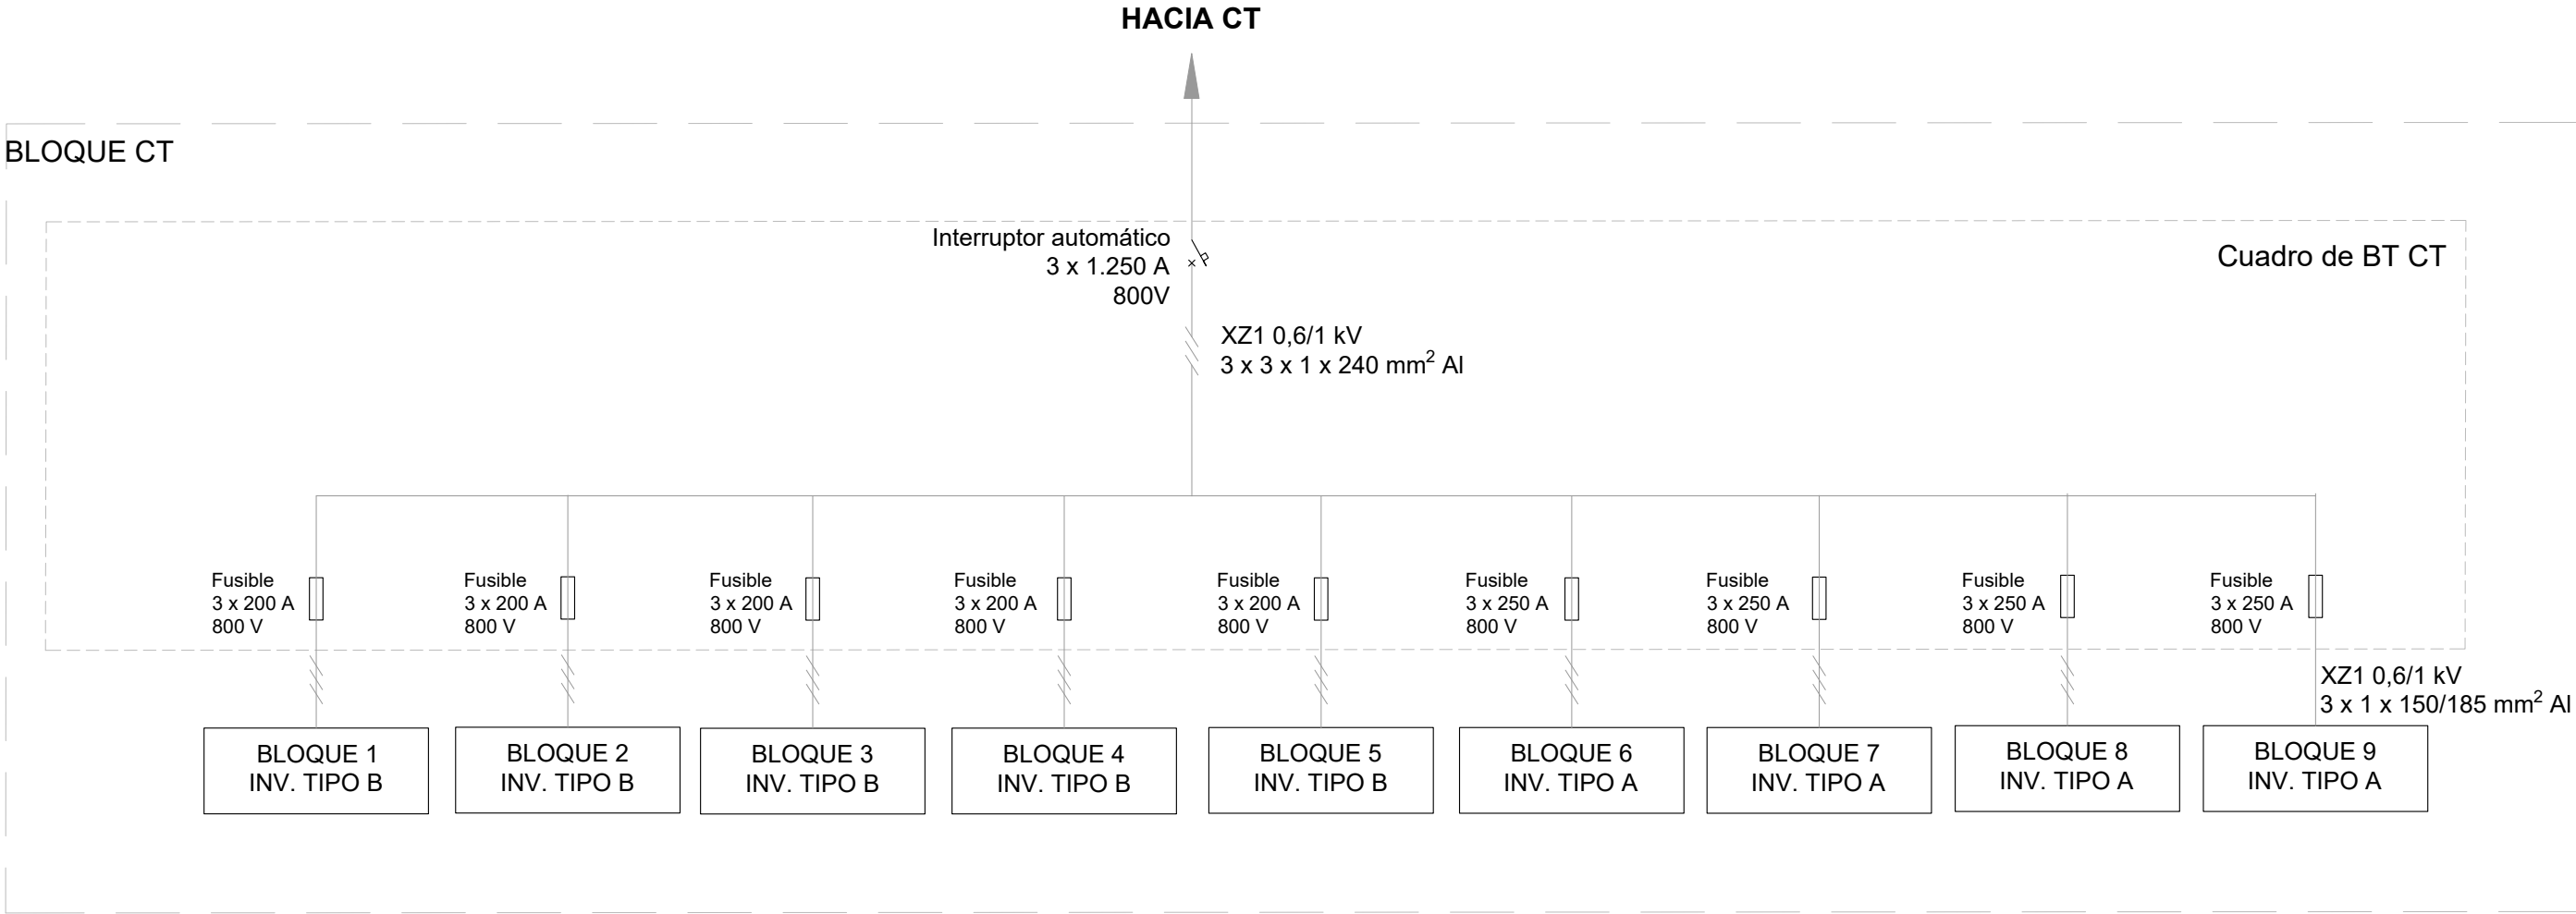 HACIA CT
BLOQUE CT
Interruptor automático
3 x 1.250 A
800V
Cuadro de BT CT
XZ1 0,6/1 kV
3 x 3 x 1 x 240 mm² Al
Fusible
3 x 200 A
800 V
Fusible
3 x 200 A
800 V
Fusible
3 x 200 A
800 V
Fusible
3 x 200 A
800 V
Fusible
3 x 200 A
800 V
Fusible
3 x 250 A
800 V
Fusible
3 x 250 A
800 V
Fusible
3 x 250 A
800 V
Fusible
3 x 250 A
800 V
XZ1 0,6/1 kV
3 x 1 x 150/185 mm² Al
BLOQUE 1
INV. TIPO B
BLOQUE 2
INV. TIPO B
BLOQUE 3
INV. TIPO B
BLOQUE 4
INV. TIPO B
BLOQUE 5
INV. TIPO B
BLOQUE 6
INV. TIPO A
BLOQUE 7
INV. TIPO A
BLOQUE 8
INV. TIPO A
BLOQUE 9
INV. TIPO A